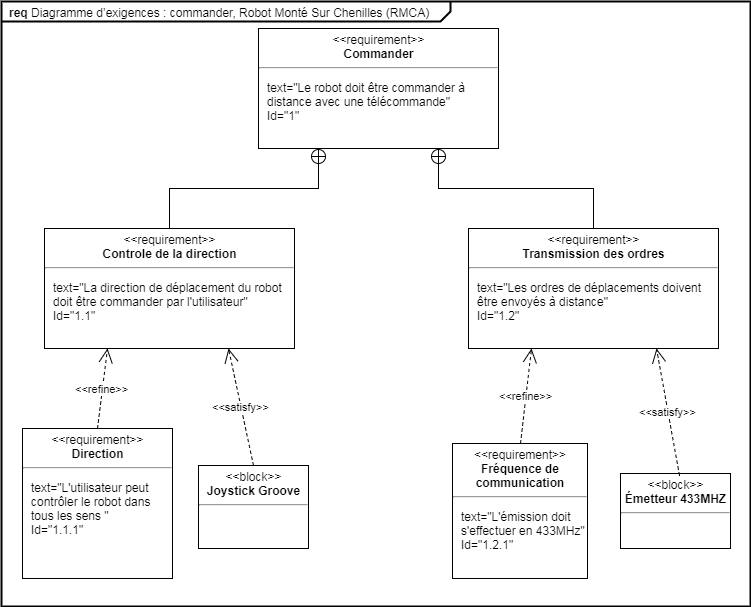 req Diagramme d'exigences : commander, Robot Monté Sur Chenilles (RMCA)
<<requirement>>
Commander
text="Le robot doit être commander à
distance avec une télécommande"
Id="1"
<<requirement>>
Controle de la direction
text="La direction de déplacement du robot
doit être commander par l'utilisateur"
Id="1.1"
<<requirement>>
Transmission des ordres
text="Les ordres de déplacements doivent
être envoyés à distance"
Id="1.2"
<<refine>>
<<satisfy>>
<<refine>>
<<satisfy>>
<<requirement>>
Direction
text="L'utilisateur peut
contrôler le robot dans
tous les sens "
Id="1.1.1"
<<block>>
Joystick Groove
<<requirement>>
Fréquence de
communication
text="L'émission doit
s'effectuer en 433MHz"
Id="1.2.1"
<<block>>
Émetteur 433MHZ